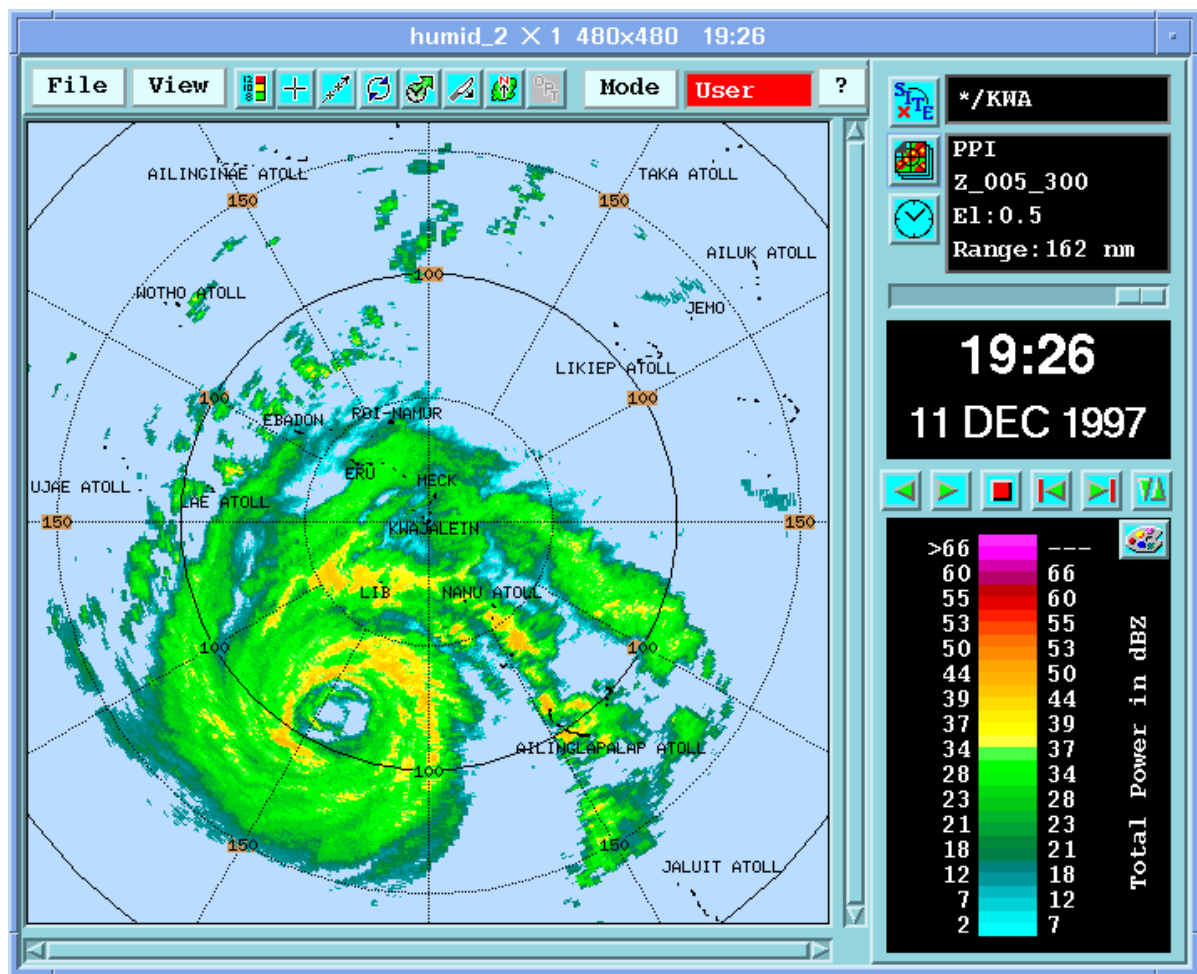 humid_2 X 1 480x480 19:26
File View Mode User ?
SITE
*/KWA
PPI
Z_005_300
El:0.5
Range:162 nm
19:26
11 DEC 1997
AILINGINAE ATOLL
TAKA ATOLL
150 150
AILUK ATOLL
100
WOTHO ATOLL
JEMO
LIKIEP ATOLL
100 100
ROI-NAMUR
EBADON
ERU
MECK
UJAE ATOLL
LAE ATOLL
150 KWAJALEIN 150
LIB NANU ATOLL
100 100
AILINGLAPALAP ATOLL
100
150 150
JALUIT ATOLL
>66 ---
60 66
55 60
53 55
50 53
44 50
39 44
37 39
34 37
28 34
23 28
21 23
18 21
12 18
7 12
2 7
Total Power in dBZ